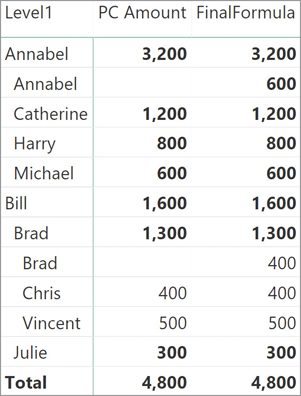 Level1 PC Amount FinalFormula
Annabel 3,200 3,200
Annabel 600
Catherine 1,200 1,200
Harry 800 800
Michael 600 600
Bill 1,600 1,600
Brad 1,300 1,300
Brad 400
Chris 400 400
Vincent 500 500
Julie 300 300
Total 4,800 4,800